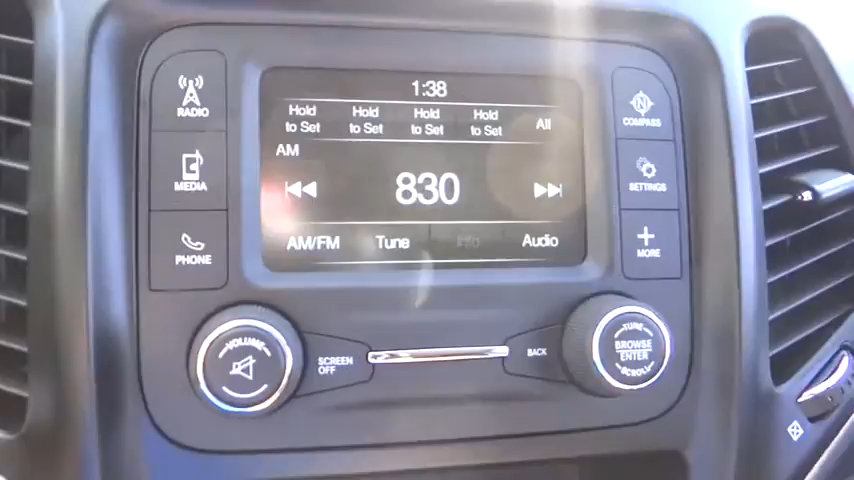 1:38
Hold Hold Hold Hold
to Set to Set to Set to Set All
AM
830
AM/FM Tune Info Audio
RADIO
MEDIA
PHONE
N
COMPASS
SETTINGS
MORE
VOLUME
SCREEN
OFF
BACK
TUNE
BROWSE
ENTER
SCROLL